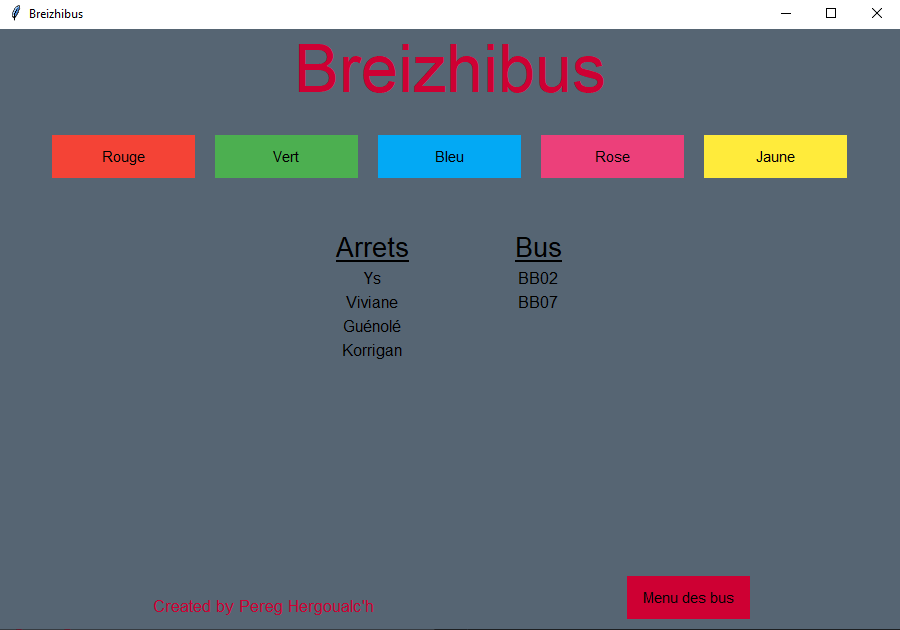 Breizhibus
Breizhibus
Rouge Vert Bleu Rose Jaune
Arrets Bus
Ys BB02
Viviane BB07
Guénolé
Korrigan
Menu des bus
Created by Pereg Hergoualc'h